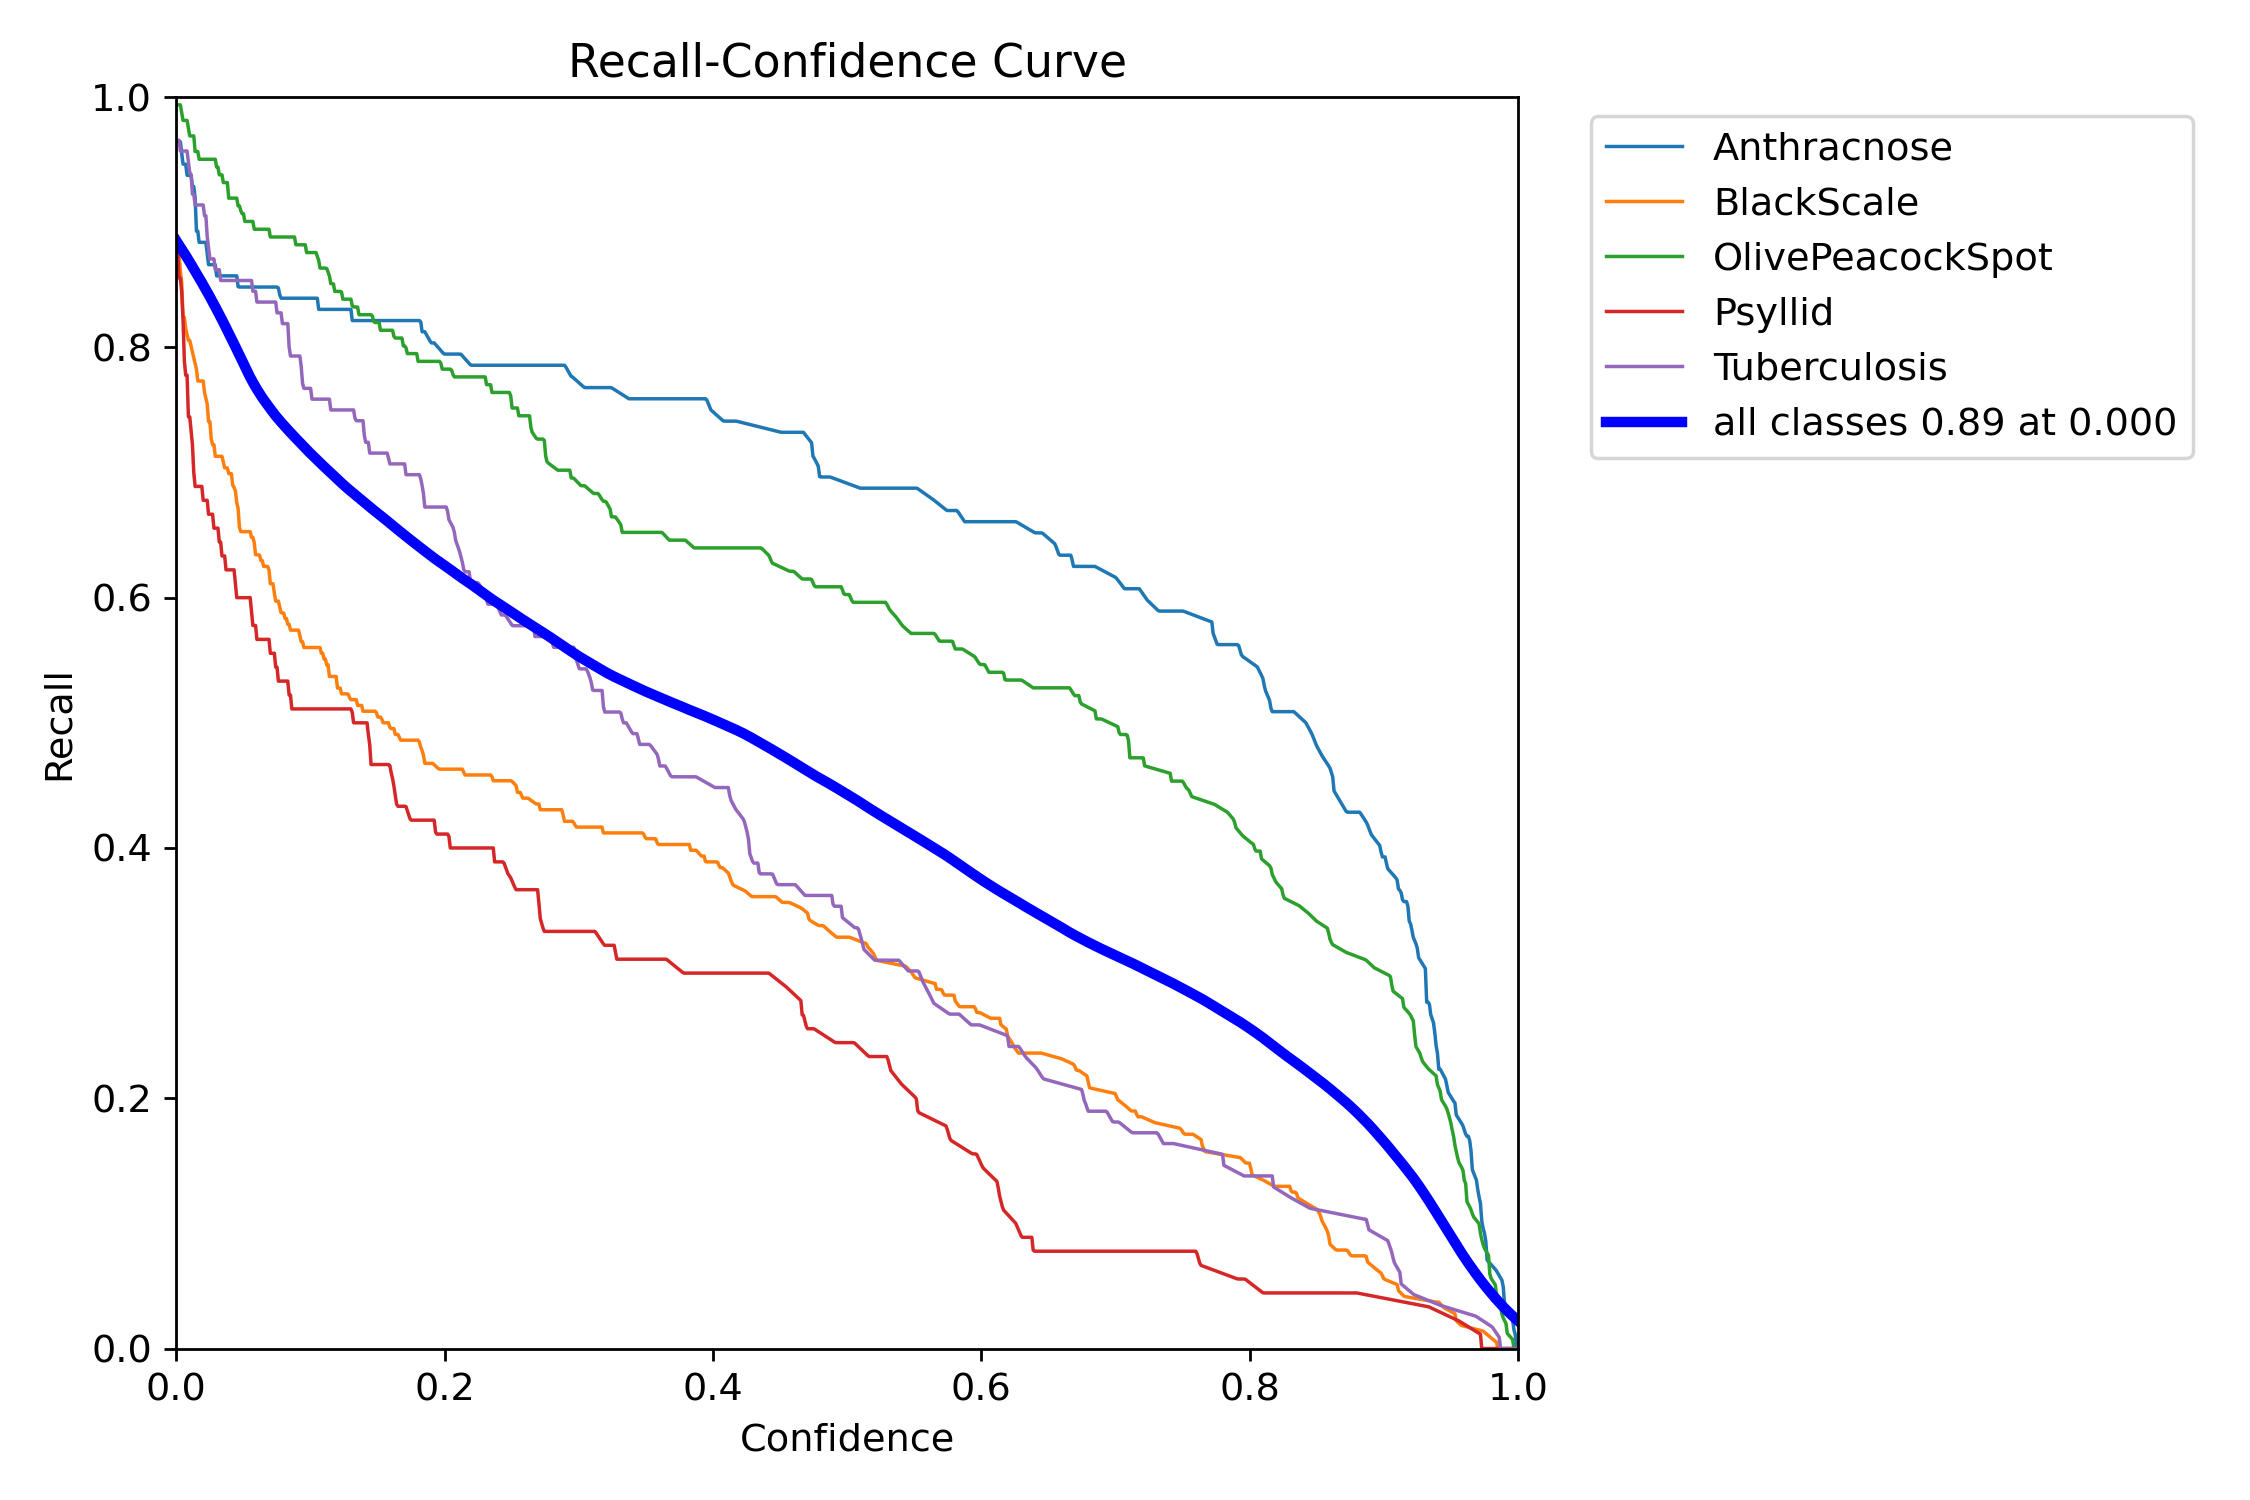 Recall-Confidence Curve
1.0
0.8
0.6
0.4
0.2
0.0
Recall
0.0 0.2 0.4 0.6 0.8 1.0
Confidence
Anthracnose
BlackScale
OlivePeacockSpot
Psyllid
Tuberculosis
all classes 0.89 at 0.000